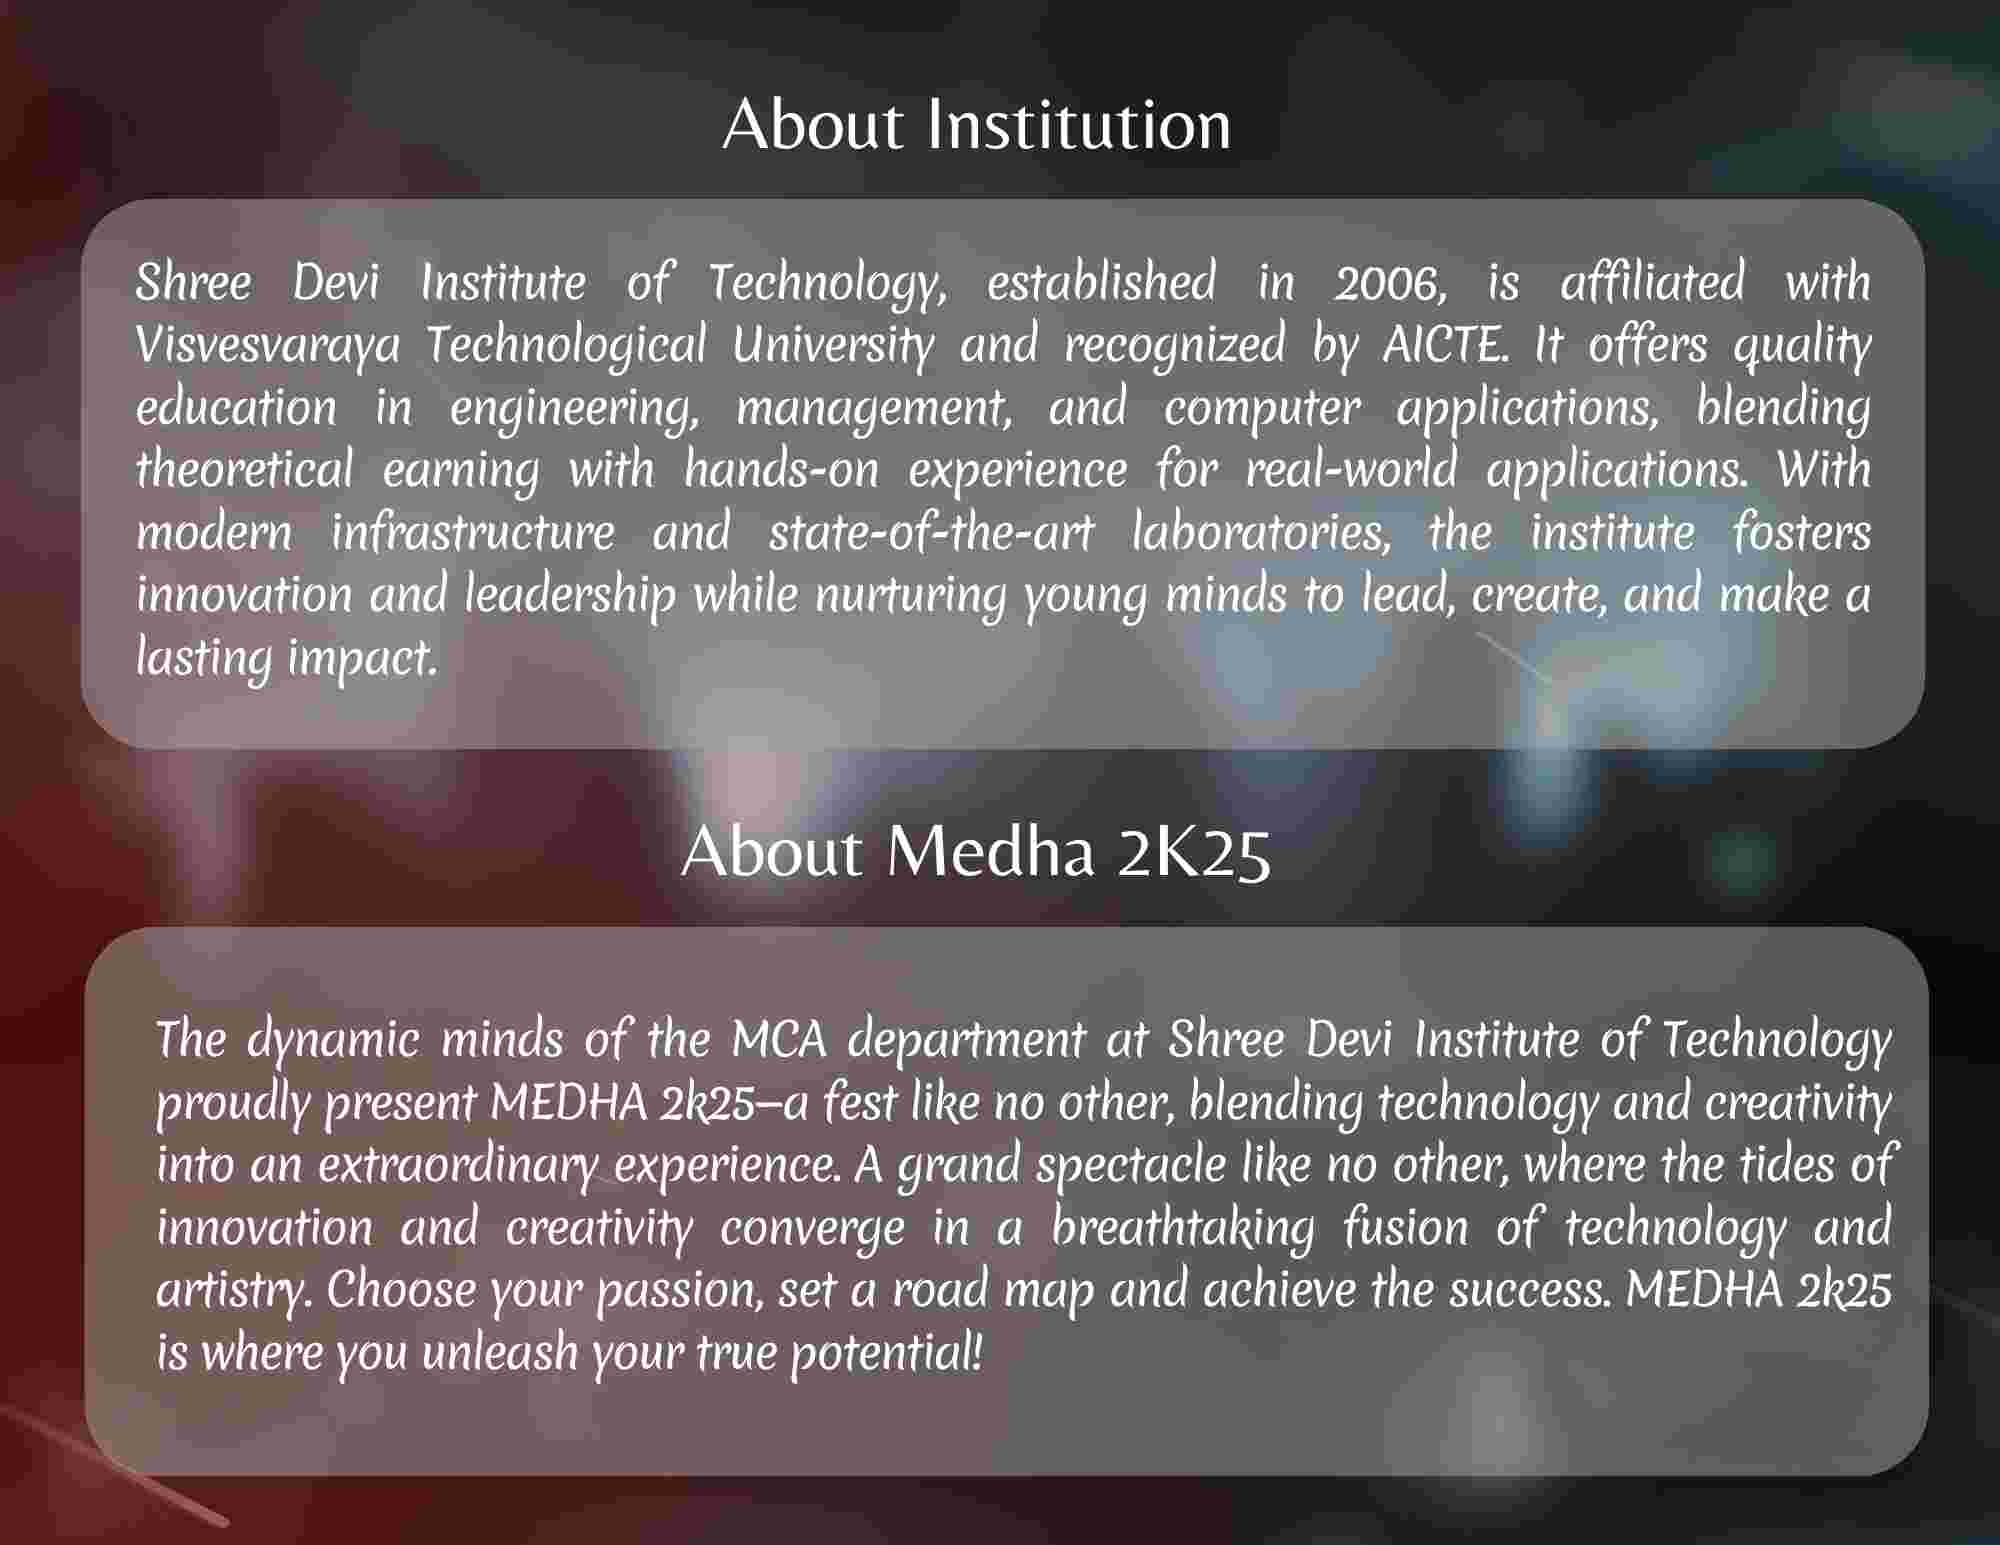 About Institution
Shree Devi Institute of Technology, established in 2006, is affiliated with
Visvesvaraya Technological University and recognized by AICTE. It offers quality
education in engineering, management, and computer applications, blending
theoretical earning with hands-on experience for real-world applications. With
modern infrastructure and state-of-the-art laboratories, the institute fosters
innovation and leadership while nurturing young minds to lead, create, and make a
lasting impact.
About Medha 2K25
The dynamic minds of the MCA department at Shree Devi Institute of Technology
proudly present MEDHA 2k25—a fest like no other, blending technology and creativity
into an extraordinary experience. A grand spectacle like no other, where the tides of
innovation and creativity converge in a breathtaking fusion of technology and
artistry. Choose your passion, set a road map and achieve the success. MEDHA 2k25
is where you unleash your true potential!